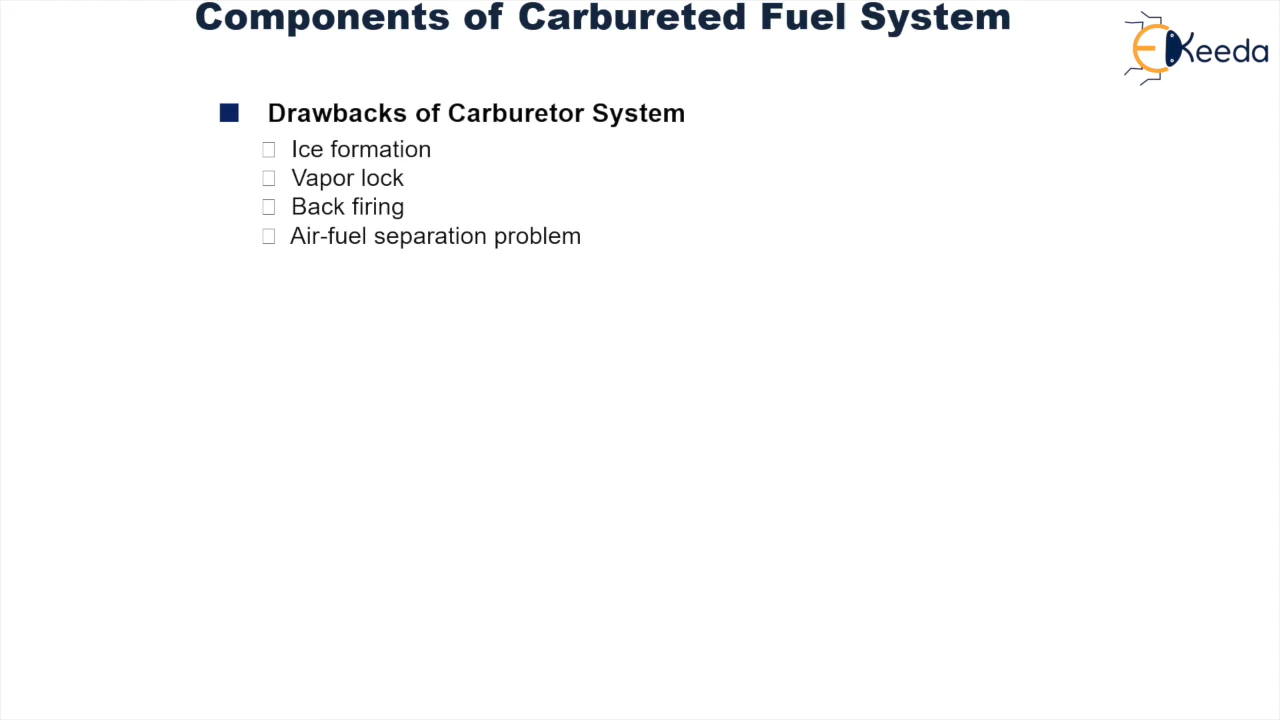 Components of Carbureted Fuel System
EKeeda
Drawbacks of Carburetor System
Ice formation
Vapor lock
Back firing
Air-fuel separation problem